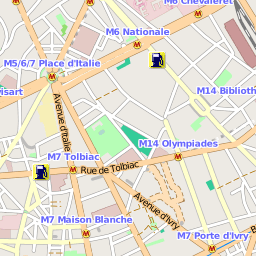 M6 Chevaleret
M6 Nationale
M5/6/7 Place d'Italie
visart
M14 Biblioth
Avenue d'Italie
M14 Olympiades
M7 Tolbiac
Rue de Tolbiac
M7 Maison Blanche
Avenue d'Ivry
M7 Porte d'Ivry